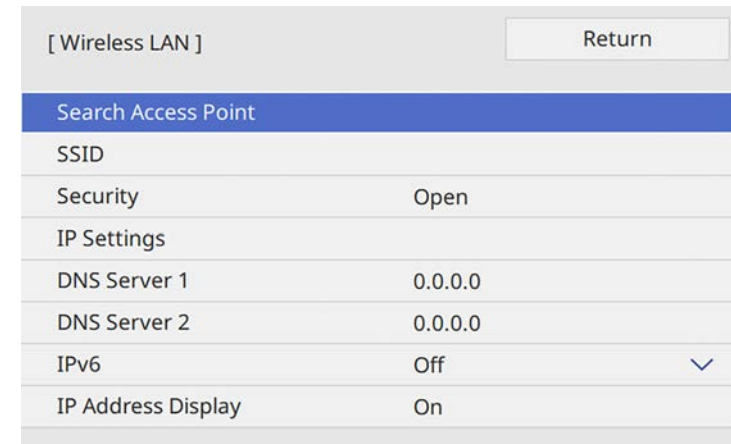 [ Wireless LAN ] Return
Search Access Point
SSID
Security Open
IP Settings
DNS Server 1 0.0.0.0
DNS Server 2 0.0.0.0
IPv6 Off
IP Address Display On